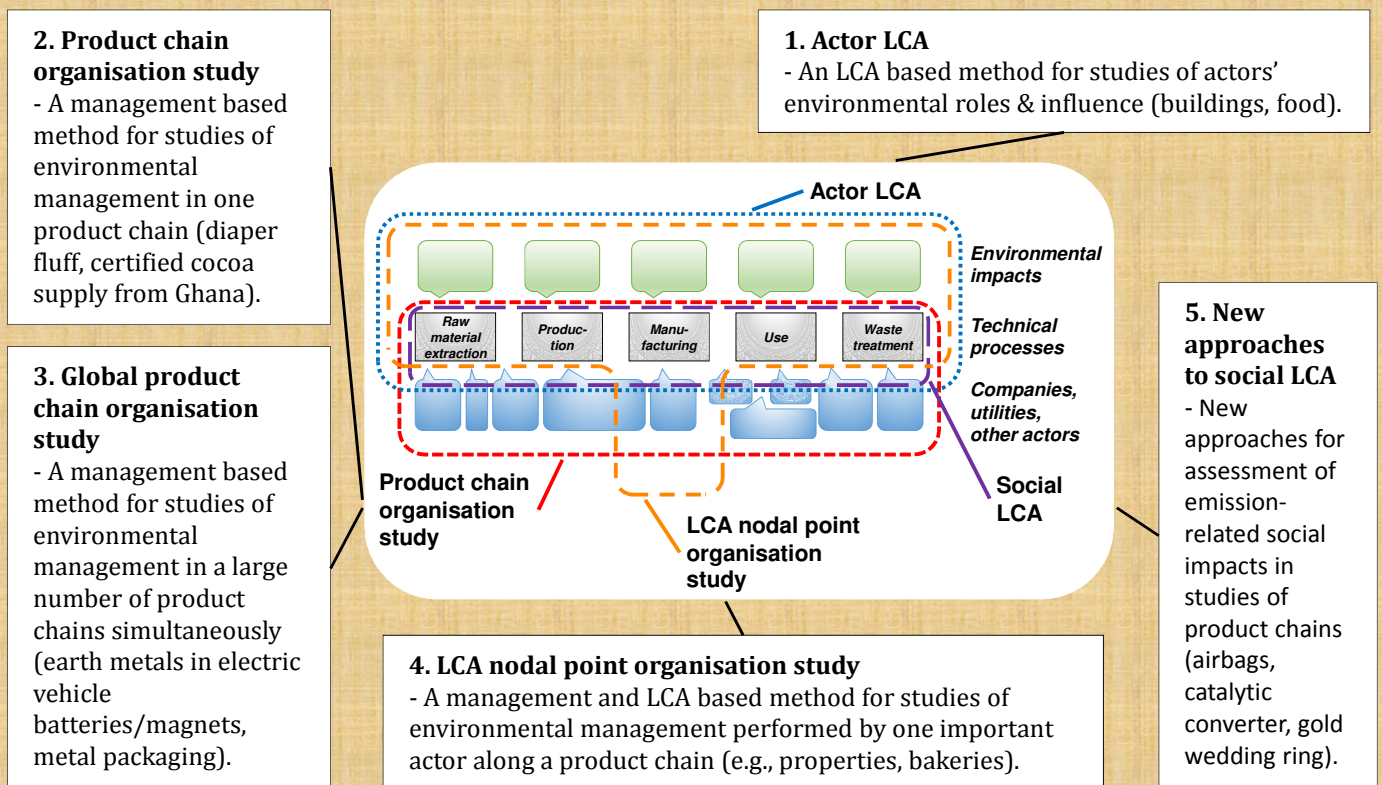 2. Product chain
organisation study
- A management based
method for studies of
environmental
management in one
product chain (diaper
fluff, certified cocoa
supply from Ghana).
1. Actor LCA
- An LCA based method for studies of actors’
environmental roles & influence (buildings, food).
3. Global product
chain organisation
study
- A management based
method for studies of
environmental
management in a large
number of product
chains simultaneously
(earth metals in electric
vehicle
batteries/magnets,
metal packaging).
Actor LCA
Environmental
impacts
Raw
material
extraction
Produc-
tion
Manu-
facturing
Use
Waste
treatment
Technical
processes
Companies,
utilities,
other actors
Product chain
organisation
study
LCA nodal point
organisation
study
Social
LCA
4. LCA nodal point organisation study
- A management and LCA based method for studies of
environmental management performed by one important
actor along a product chain (e.g., properties, bakeries).
5. New
approaches
to social LCA
- New
approaches for
assessment of
emission-
related social
impacts in
studies of
product chains
(airbags,
catalytic
converter, gold
wedding ring).